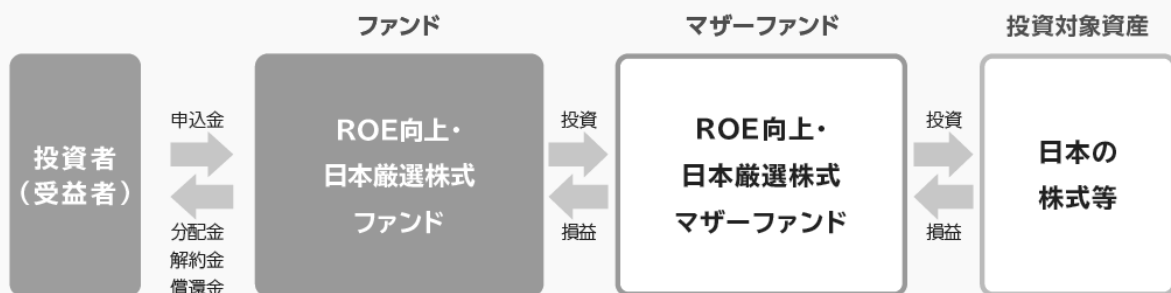 ファンド
マザーファンド
投資対象資産
投資者
（受益者）
申込金
分配金
解約金
償還金
ROE向上・
日本厳選株式
ファンド
投資
損益
ROE向上・
日本厳選株式
マザーファンド
投資
損益
日本の
株式等